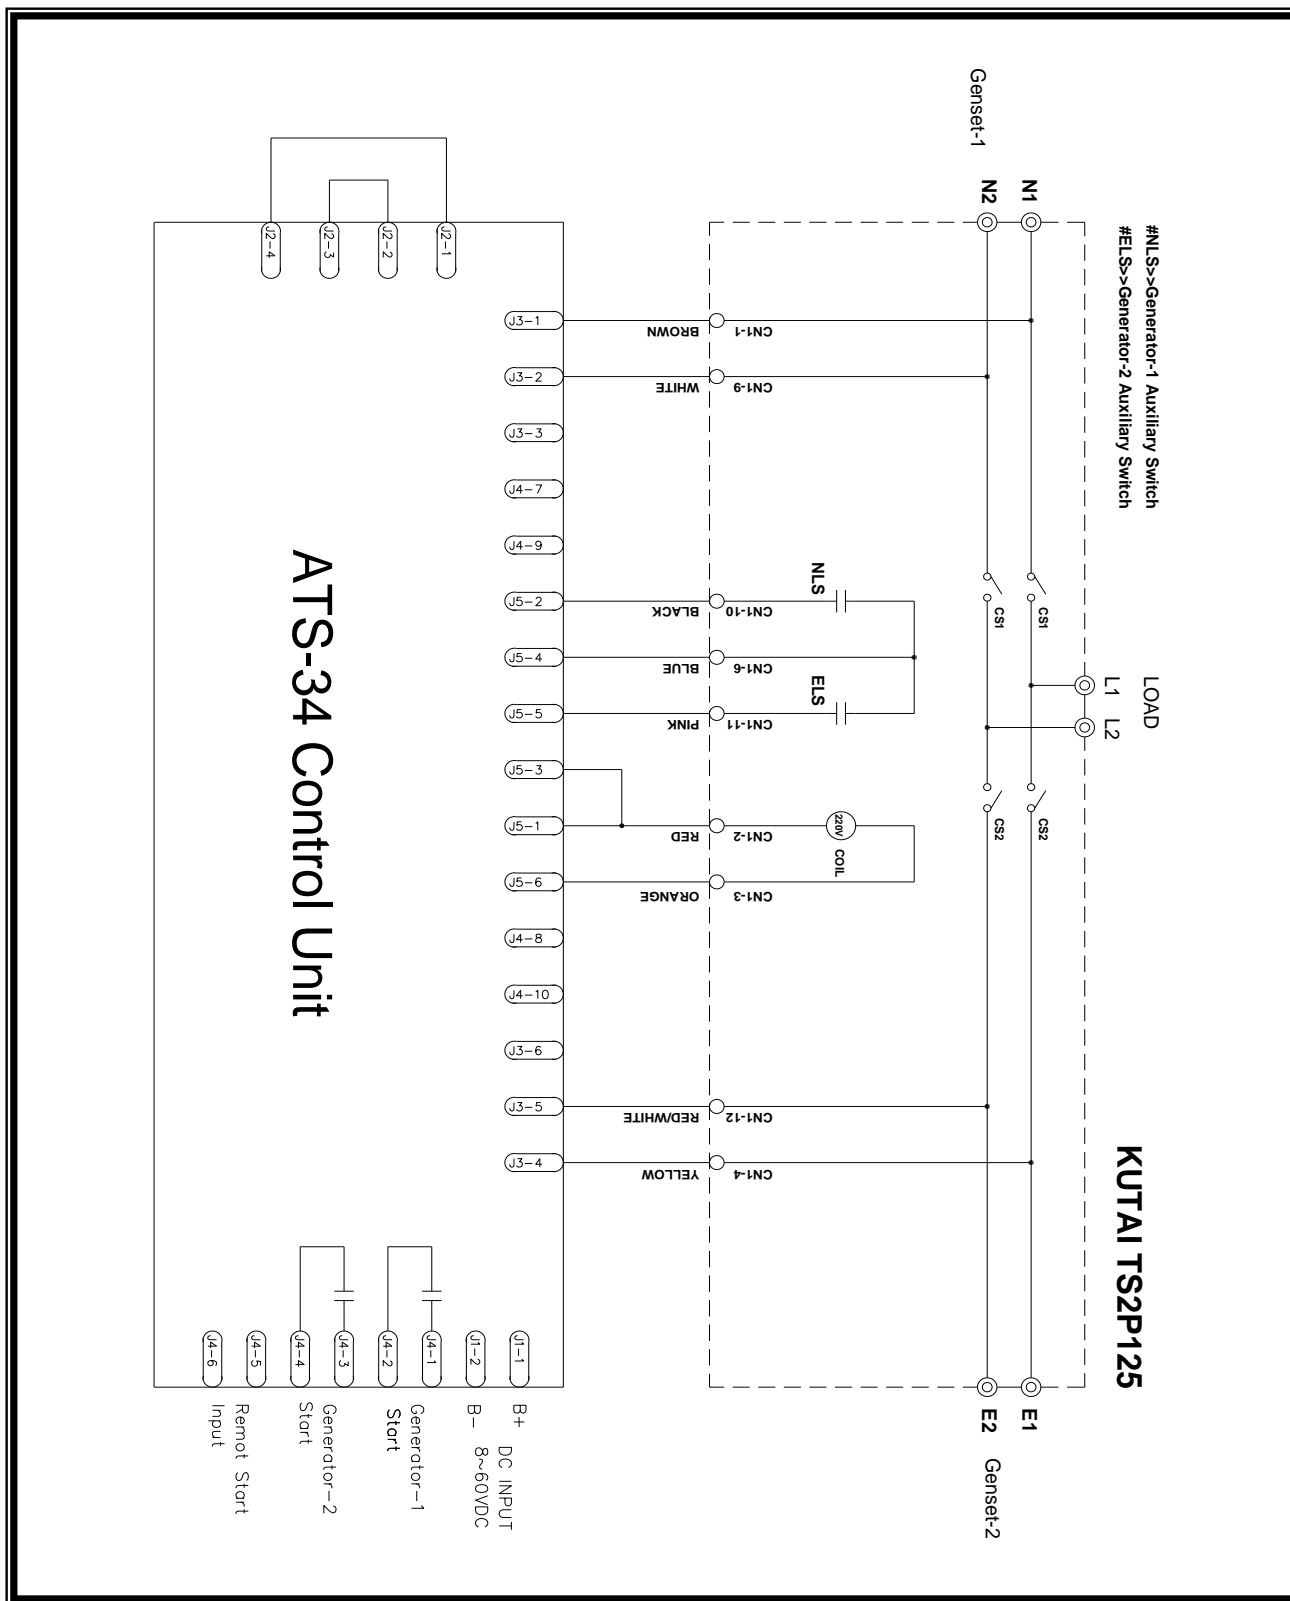 KUTAI TS2P125
#NLS>>Generator-1 Auxiliary Switch
#ELS>>Generator-2 Auxiliary Switch
LOAD
L1
L2
Genset-1
N1
N2
CS1
CS1
CS2
CS2
E1
E2
Genset-2
NLS
ELS
220V
COIL
CN1-1
CN1-9
CN1-10
CN1-6
CN1-11
CN1-2
CN1-3
CN1-12
CN1-4
BROWN
WHITE
BLACK
BLUE
PINK
RED
ORANGE
RED/WHITE
YELLOW
J3-1
J3-2
J3-3
J4-7
J4-9
J5-2
J5-4
J5-5
J5-3
J5-1
J5-6
J4-8
J4-10
J3-6
J3-5
J3-4
J2-1
J2-2
J2-3
J2-4
ATS-34 Control Unit
J1-1
J1-2
J4-1
J4-2
J4-3
J4-4
J4-5
J4-6
B+
DC INPUT
B-
8~60VDC
Generator-1
Start
Generator-2
Start
Remot Start
Input